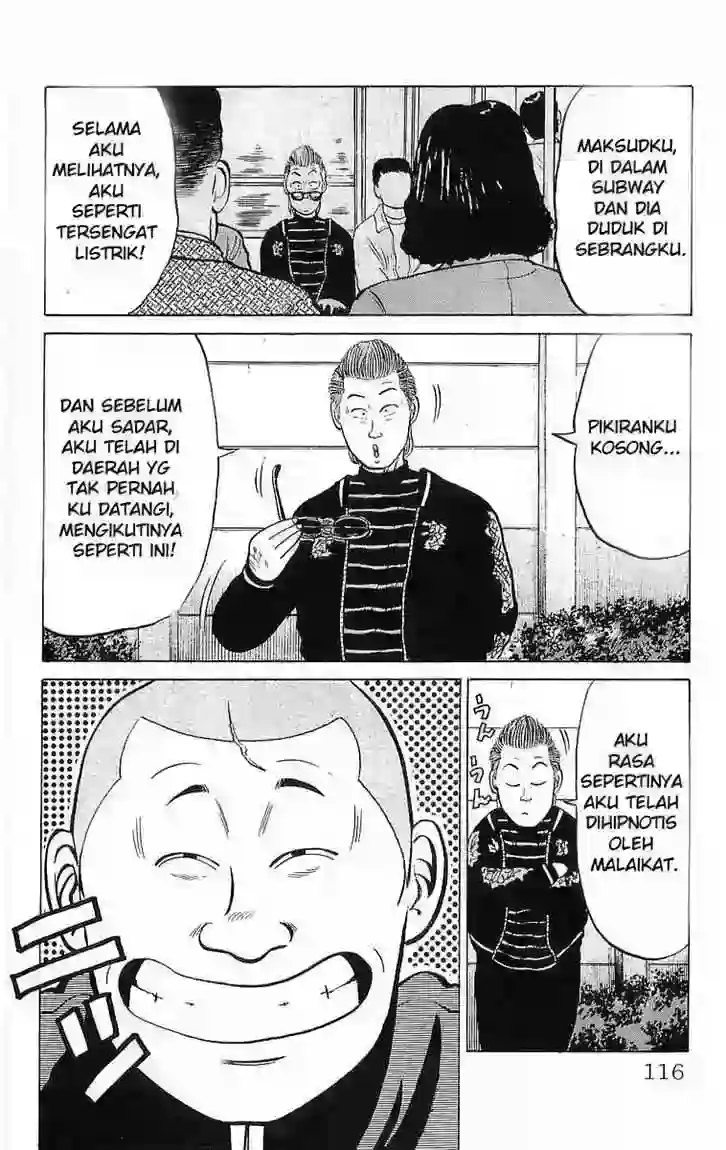 MAKSUDKU,
DI DALAM
SUBWAY
DAN DIA
DUDUK DI
SEBRANGKU.
SELAMA
AKU
MELIHATNYA,
AKU
SEPERTI
TERSENGAT
LISTRIK!
PIKIRANKU
KOSONG...
DAN SEBELUM
AKU SADAR,
AKU TELAH DI
DAERAH YG
TAK PERNAH
KU DATANGI,
MENGIKUTINYA
SEPERTI INI!
AKU
RASA
SEPERTINYA
AKU TELAH
DIHIPNOTIS
OLEH
MALAIKAT.
うん
うん
116